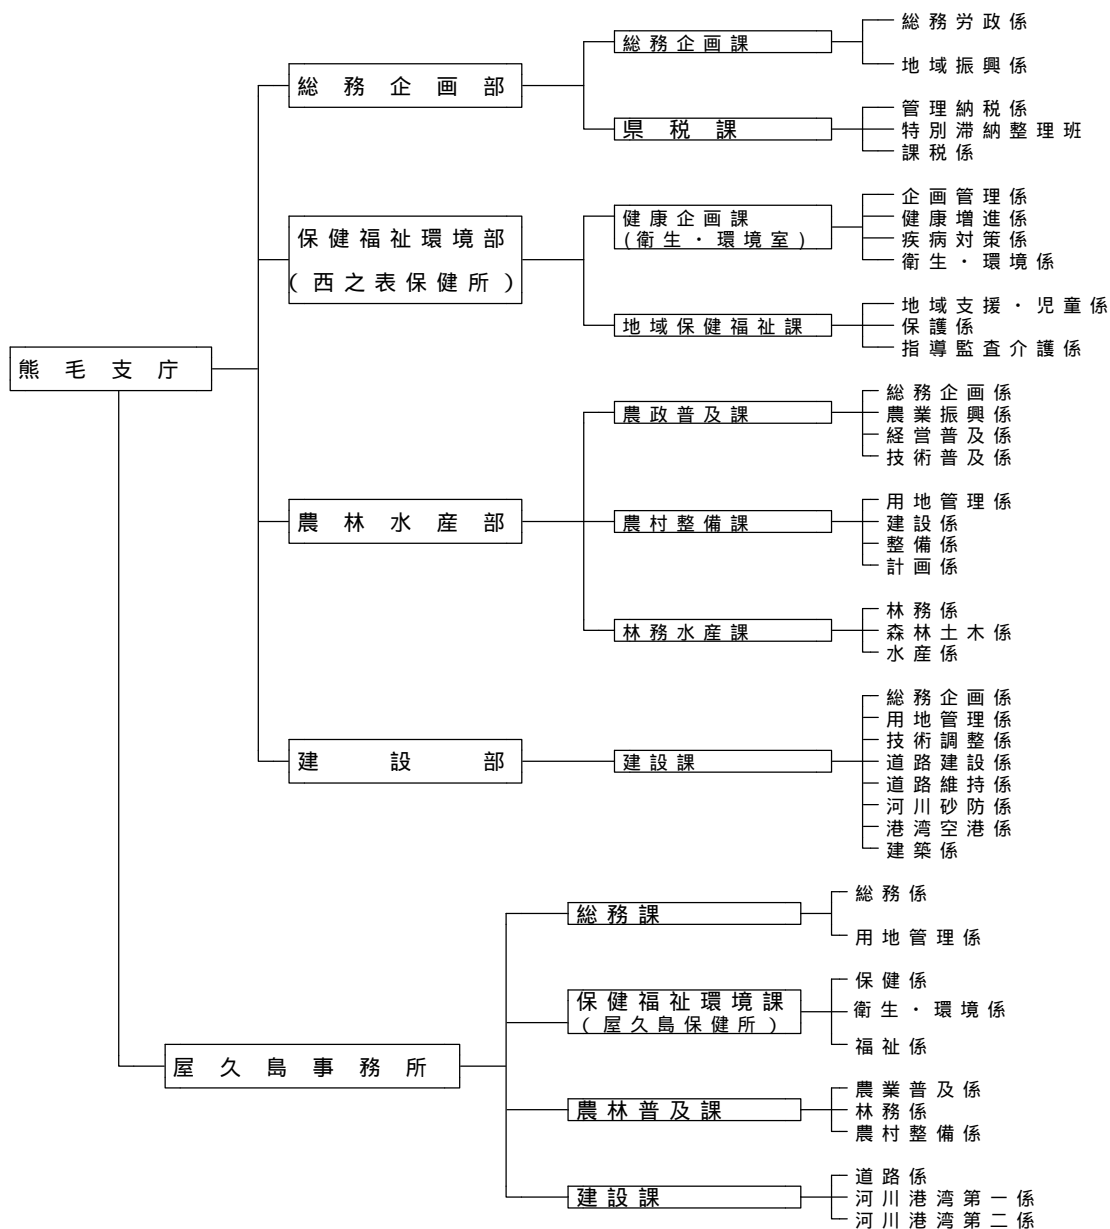 熊毛支庁
総務企画部
総務企画課
総務労政係
地域振興係
県税課
管理納税係
特別滞納整理班
課税係
保健福祉環境部
(西之表保健所)
健康企画課
(衛生・環境室)
企画管理係
健康増進係
疾病対策係
衛生・環境係
地域保健福祉課
地域支援・児童係
保護係
指導監査介護係
農林水産部
農政普及課
総務企画係
農業振興係
経営普及係
技術普及係
農村整備課
用地管理係
建設係
整備係
計画係
林務水産課
林務係
森林土木係
水産係
建設部
建設課
総務企画係
用地管理係
技術調整係
道路建設係
道路維持係
河川砂防係
港湾空港係
建築係
屋久島事務所
総務課
総務係
用地管理係
保健福祉環境課
(屋久島保健所)
保健係
衛生・環境係
福祉係
農林普及課
農業普及係
林務係
農村整備係
建設課
道路係
河川港湾第一係
河川港湾第二係